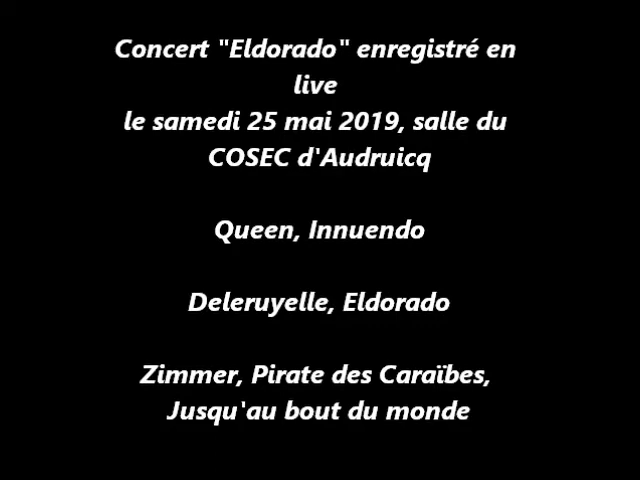 Concert "Eldorado" enregistré en
live
le samedi 25 mai 2019, salle du
COSEC d'Audruicq
Queen, Innuendo
Deleruyelle, Eldorado
Zimmer, Pirate des Caraïbes,
Jusqu'au bout du monde